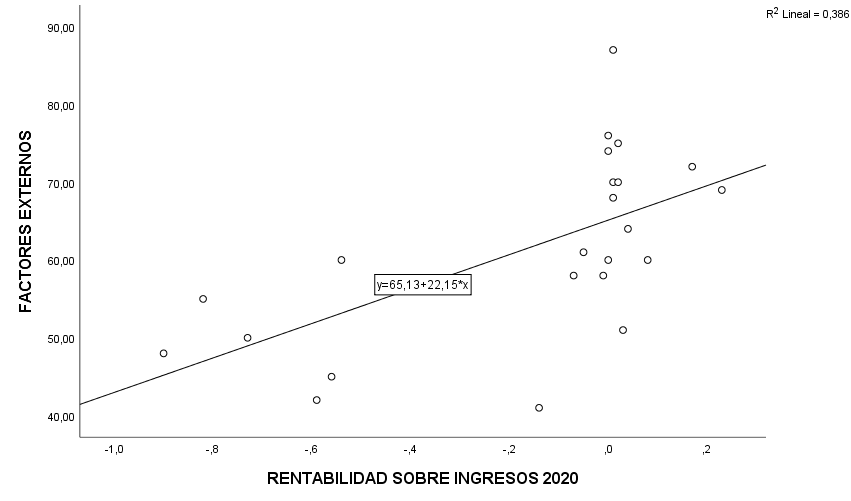 R2 Lineal = 0,386
90,00
80,00
70,00
60,00
50,00
40,00
FACTORES EXTERNOS
y=65,13+22,15*x
-1,0 -,8 -,6 -,4 -,2 ,0 ,2
RENTABILIDAD SOBRE INGRESOS 2020